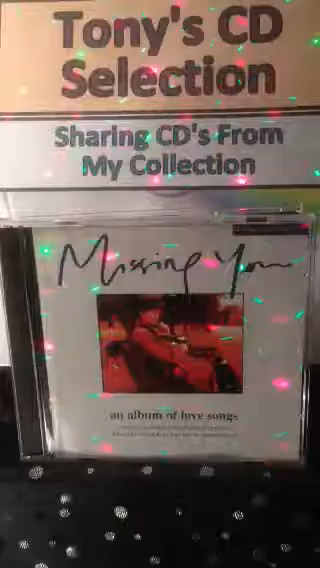 Tony's CD
Selection
Sharing CD's From
My Collection
Missing You
an album of love songs